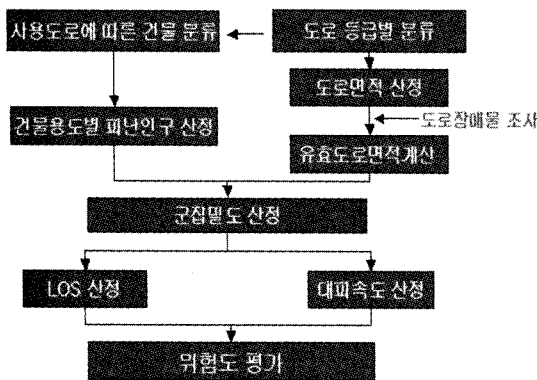 사용도로에 따른 건물 분류
도로 등급별 분류
도로면적 산정
건물용도별 피난인구 산정
도로장애물 조사
유효도로면적계산
군집밀도 산정
LOS 산정
대피속도 산정
위험도 평가